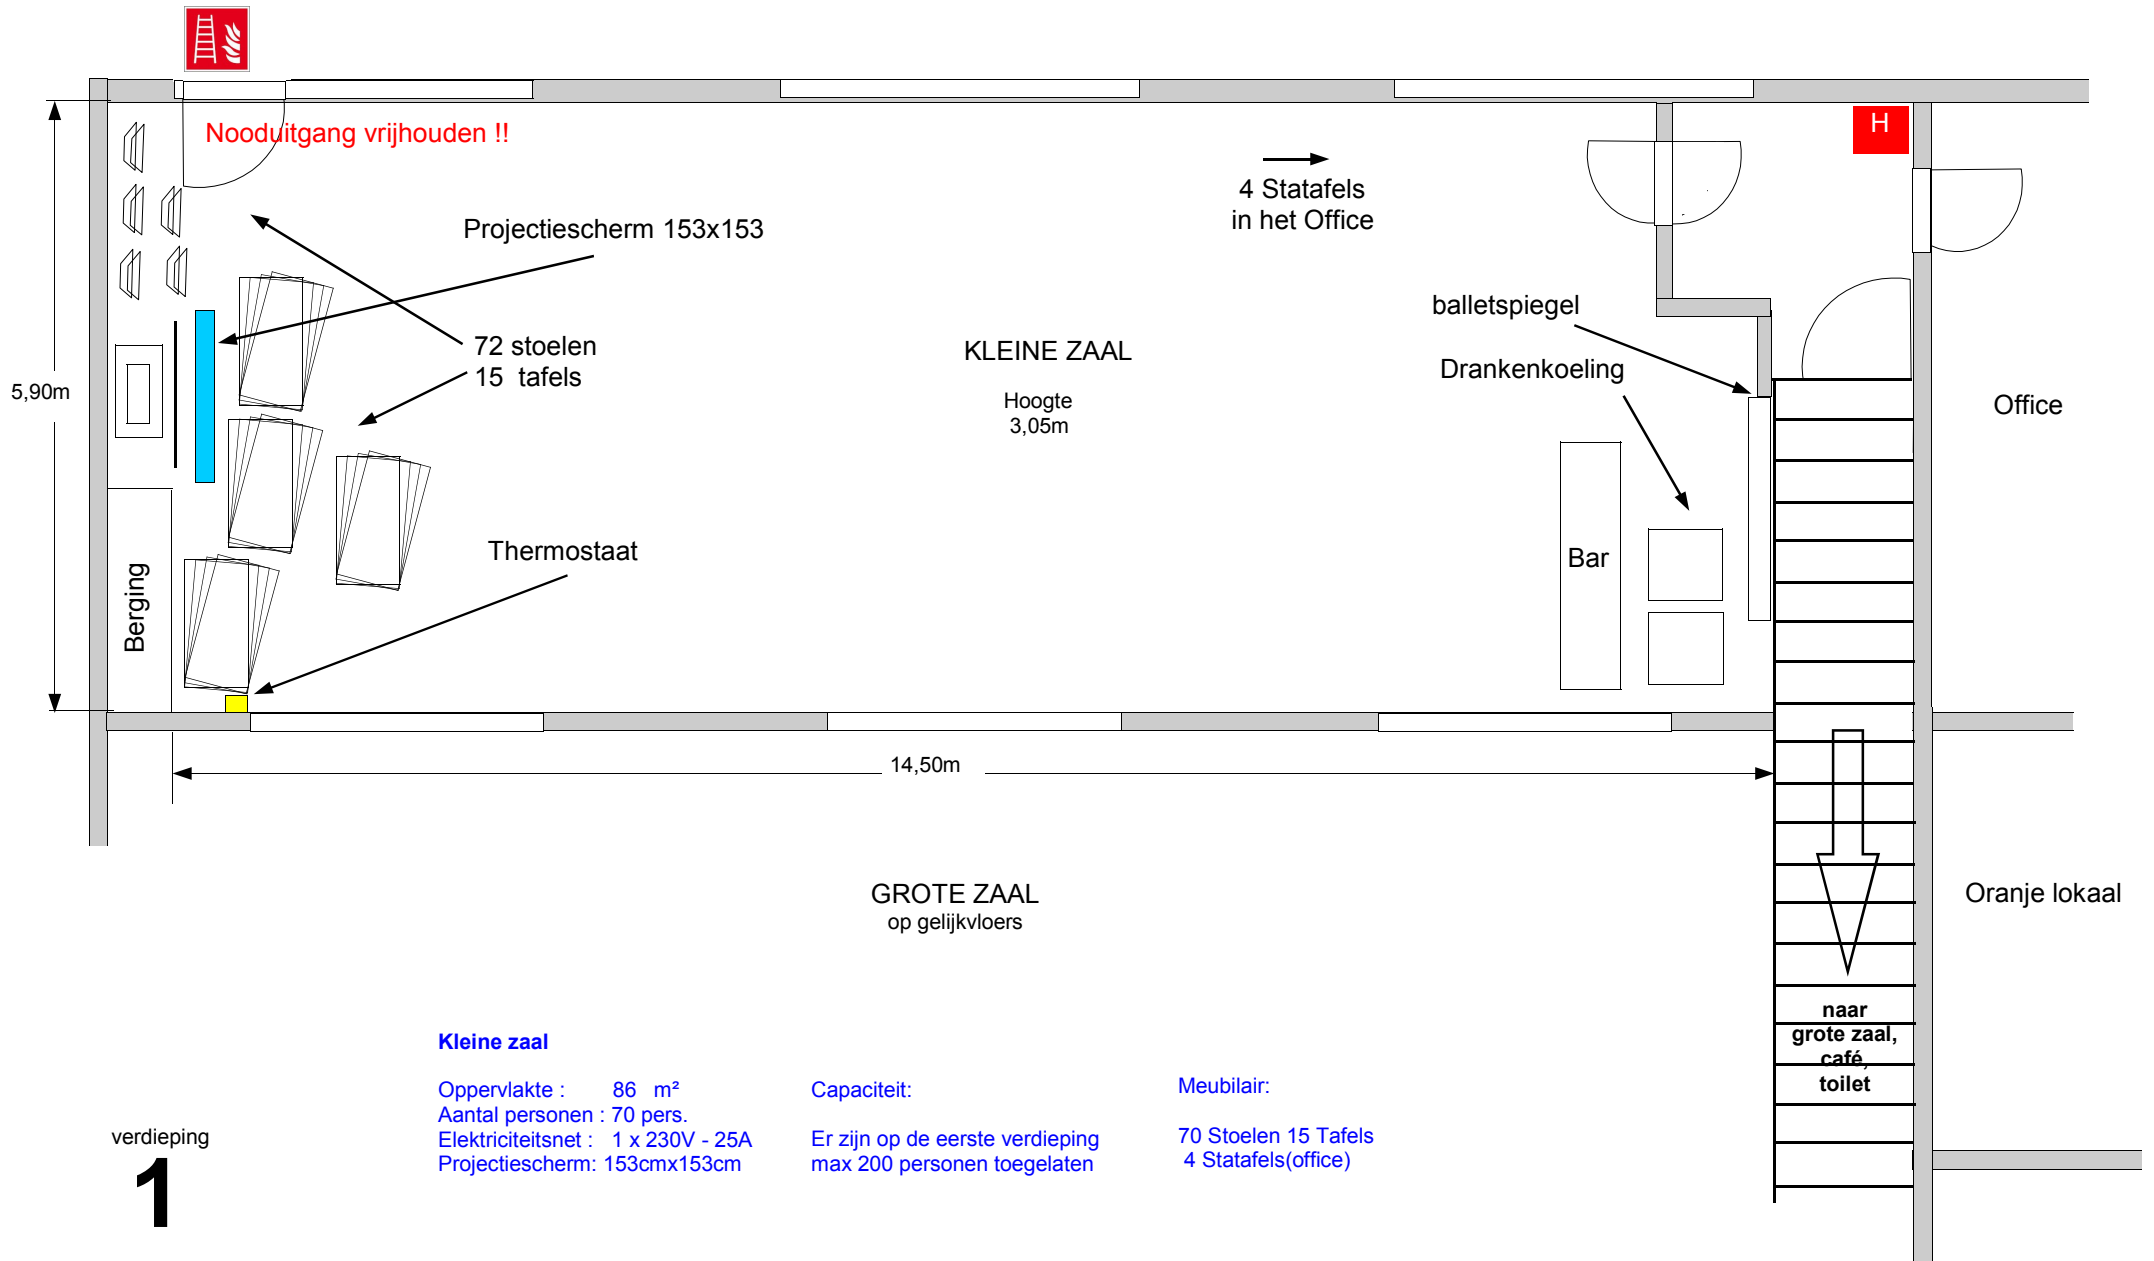 Nooduitgang vrijhouden !!
H
4 Statafels
in het Office
Projectiescherm 153x153
balletspiegel
72 stoelen
15 tafels
KLEINE ZAAL
Hoogte
3,05m
Drankenkoeling
5,90m
Office
Thermostaat
Bar
Berging
14,50m
GROTE ZAAL
op gelijkvloers
Oranje lokaal
naar
grote zaal,
café,
toilet
Kleine zaal
Oppervlakte : 86 m²
Aantal personen : 70 pers.
Elektriciteitsnet : 1 x 230V - 25A
Projectiescherm: 153cmx153cm
Capaciteit:
Er zijn op de eerste verdieping
max 200 personen toegelaten
Meubilair:
70 Stoelen 15 Tafels
4 Statafels(office)
verdieping
1